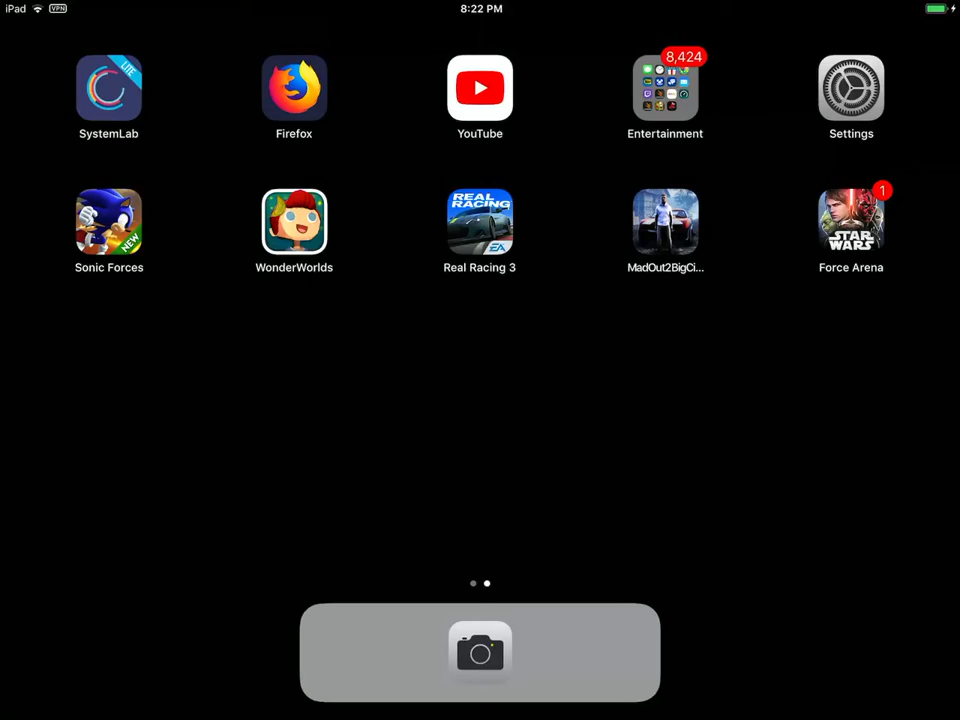 iPad VPN 8:22 PM
8,424
LITE
SystemLab Firefox YouTube Entertainment Settings
1
REAL RACING
NEW EA STAR WARS
Sonic Forces WonderWorlds Real Racing 3 MadOut2BigCi... Force Arena